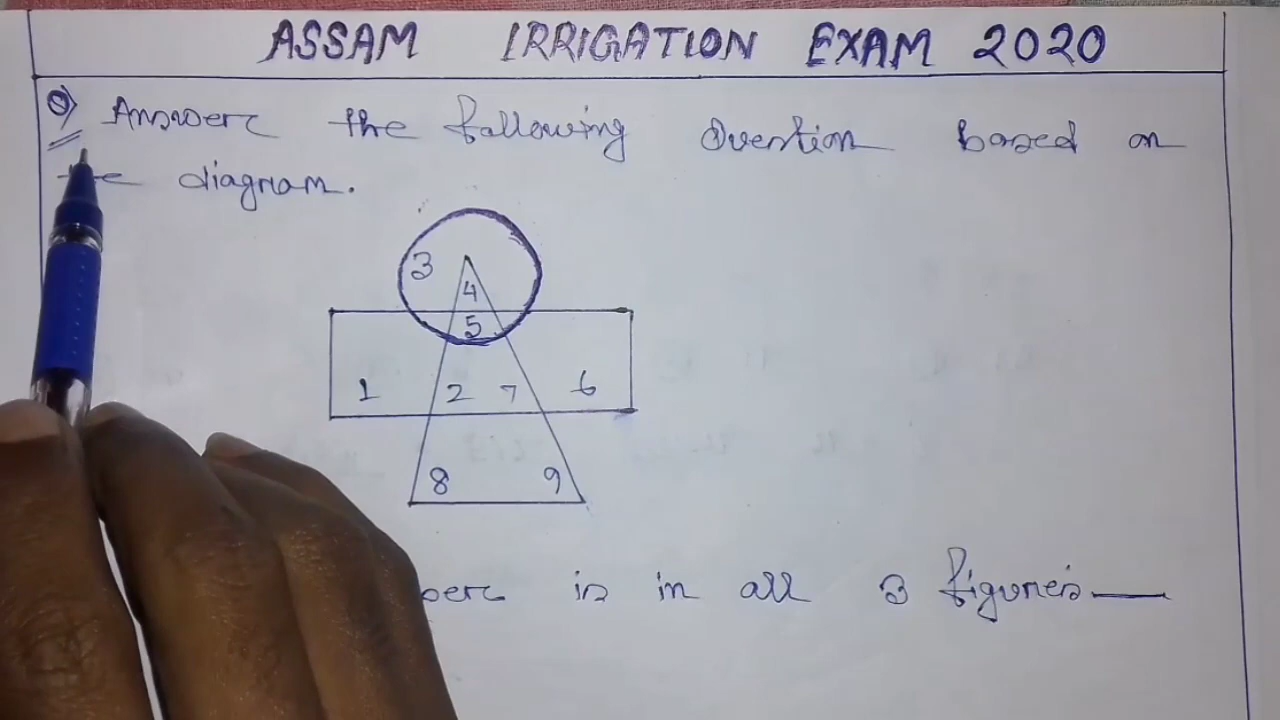 ASSAM IRRIGATION EXAM 2020
Q) Answer the following Question based on
the diagram.
3
4
5
1 2 7 6
8 9
is in all 3 figures